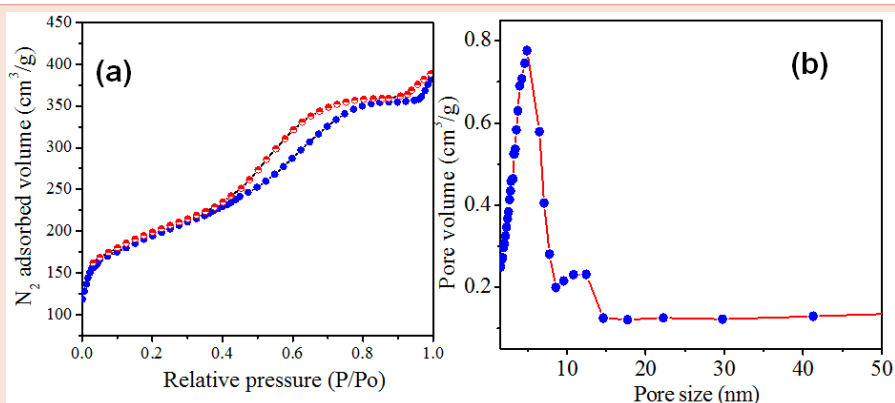 (a)
N₂ adsorbed volume (cm³/g)
450
400
350
300
250
200
150
100
0.0 0.2 0.4 0.6 0.8 1.0
Relative pressure (P/Po)
(b)
Pore volume (cm³/g)
0.8
0.6
0.4
0.2
10 20 30 40 50
Pore size (nm)